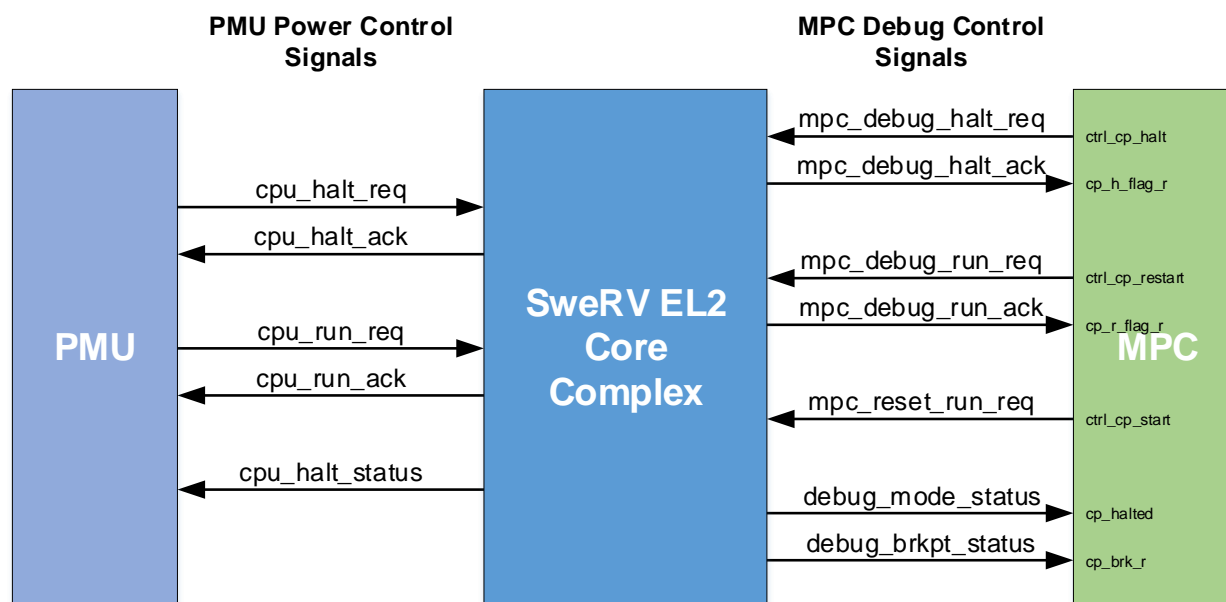 PMU Power Control
Signals
MPC Debug Control
Signals
PMU
cpu_halt_req
cpu_halt_ack
cpu_run_req
cpu_run_ack
cpu_halt_status
SweRV EL2
Core
Complex
mpc_debug_halt_req
mpc_debug_halt_ack
mpc_debug_run_req
mpc_debug_run_ack
mpc_reset_run_req
debug_mode_status
debug_brkpt_status
ctrl_cp_halt
cp_h_flag_r
ctrl_cp_restart
cp_r_flag_r
MPC
ctrl_cp_start
cp_halted
cp_brk_r